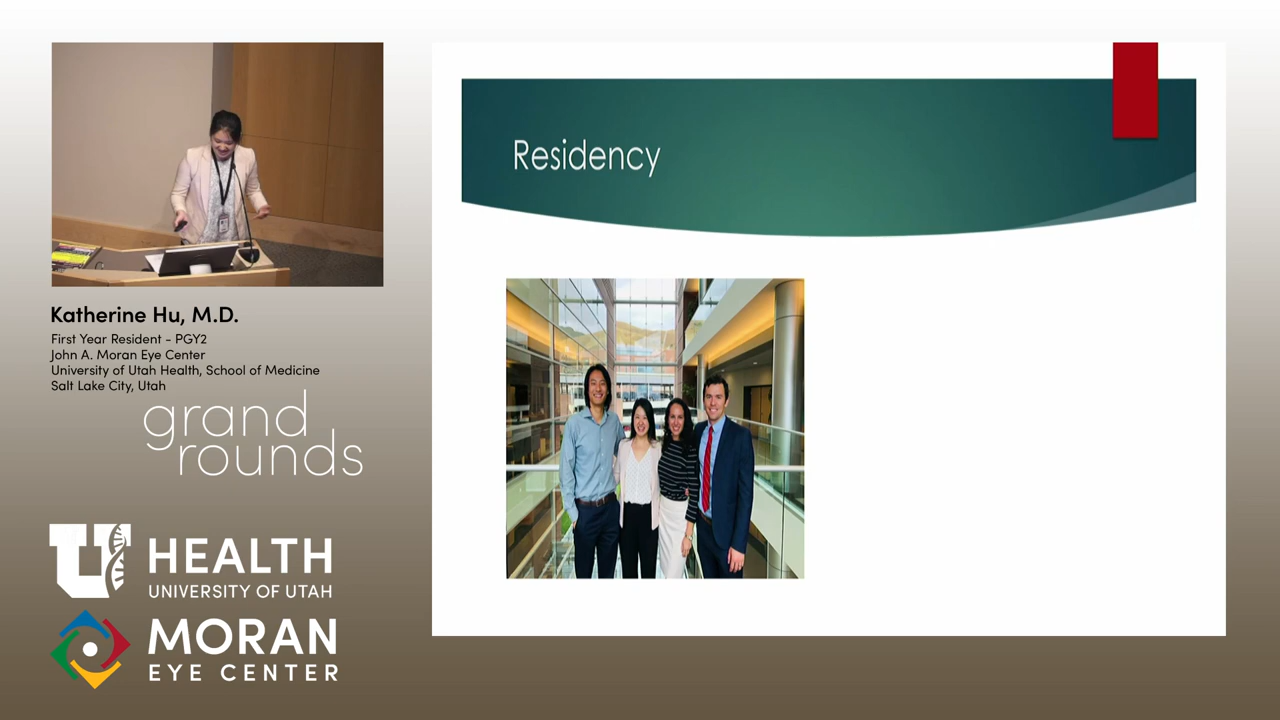 Residency
Katherine Hu, M.D.
First Year Resident - PGY2
John A. Moran Eye Center
University of Utah Health, School of Medicine
Salt Lake City, Utah
grand
rounds
U HEALTH
UNIVERSITY OF UTAH
MORAN
EYE CENTER